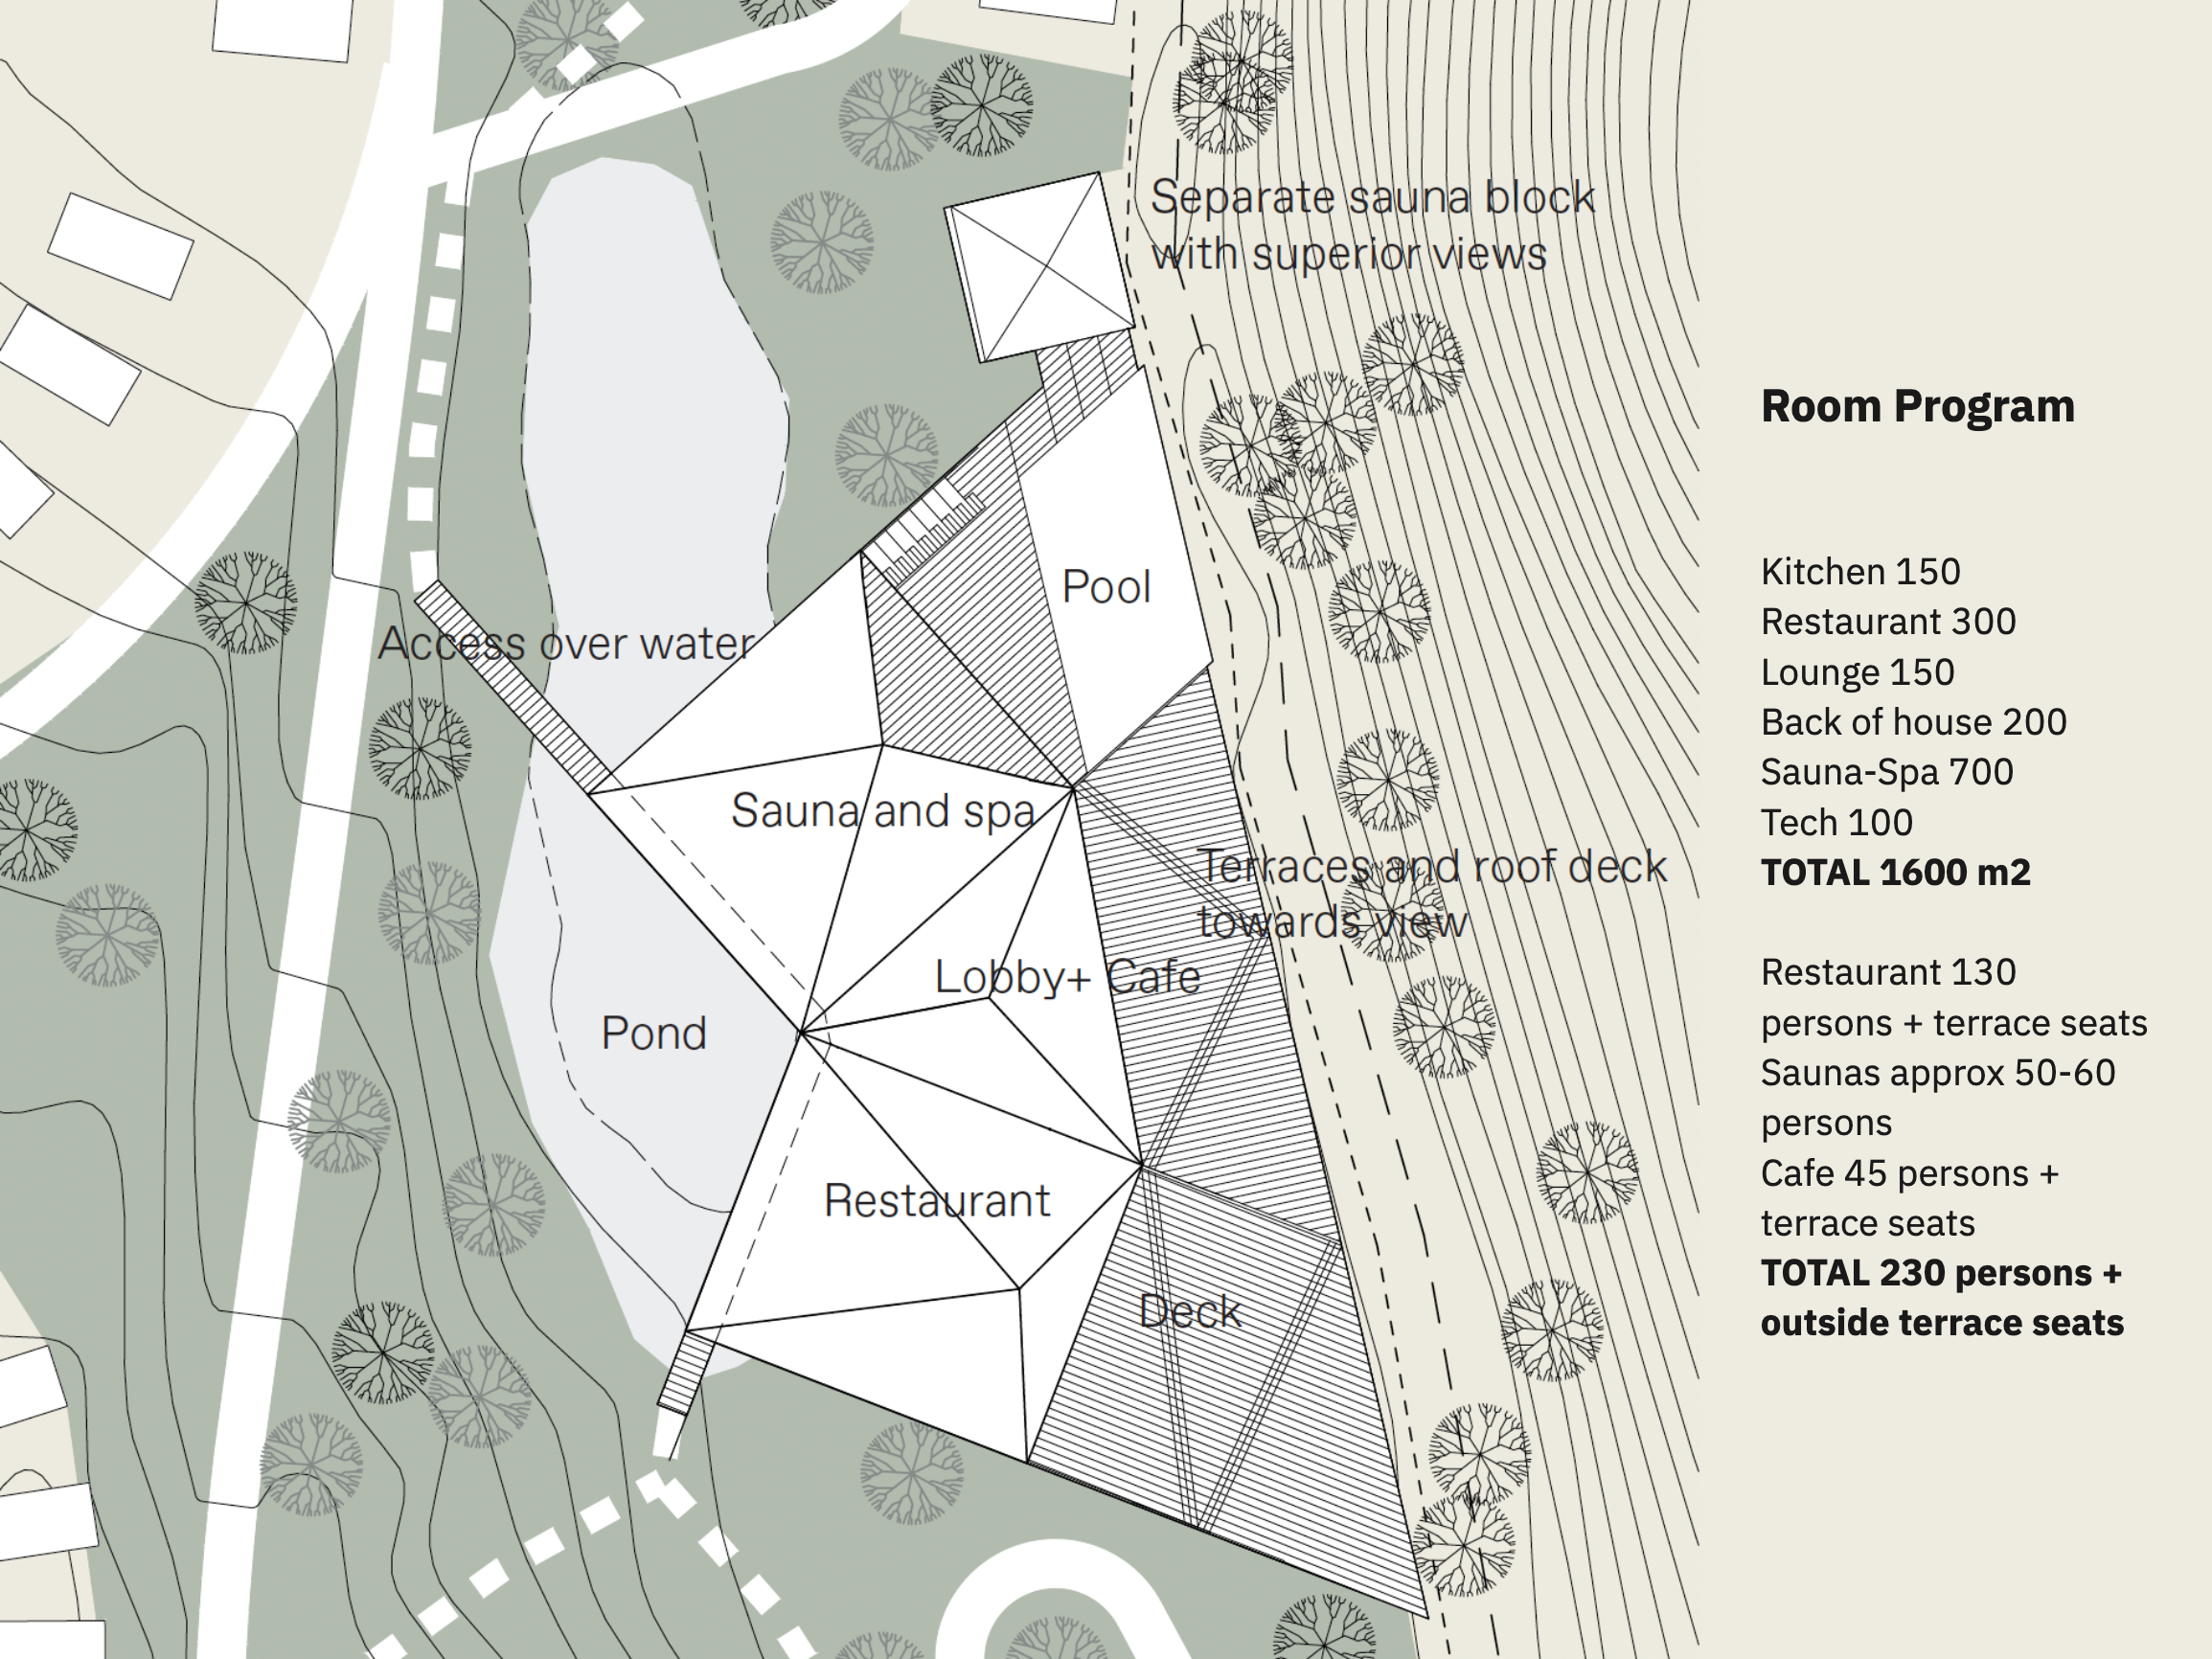 Separate sauna block
with superior views
Pool
Access over water
Sauna and spa
Terraces and roof deck
towards view
Lobby+ Cafe
Pond
Restaurant
Deck
Room Program
Kitchen 150
Restaurant 300
Lounge 150
Back of house 200
Sauna-Spa 700
Tech 100
TOTAL 1600 m2
Restaurant 130
persons + terrace seats
Saunas approx 50-60
persons
Cafe 45 persons +
terrace seats
TOTAL 230 persons +
outside terrace seats